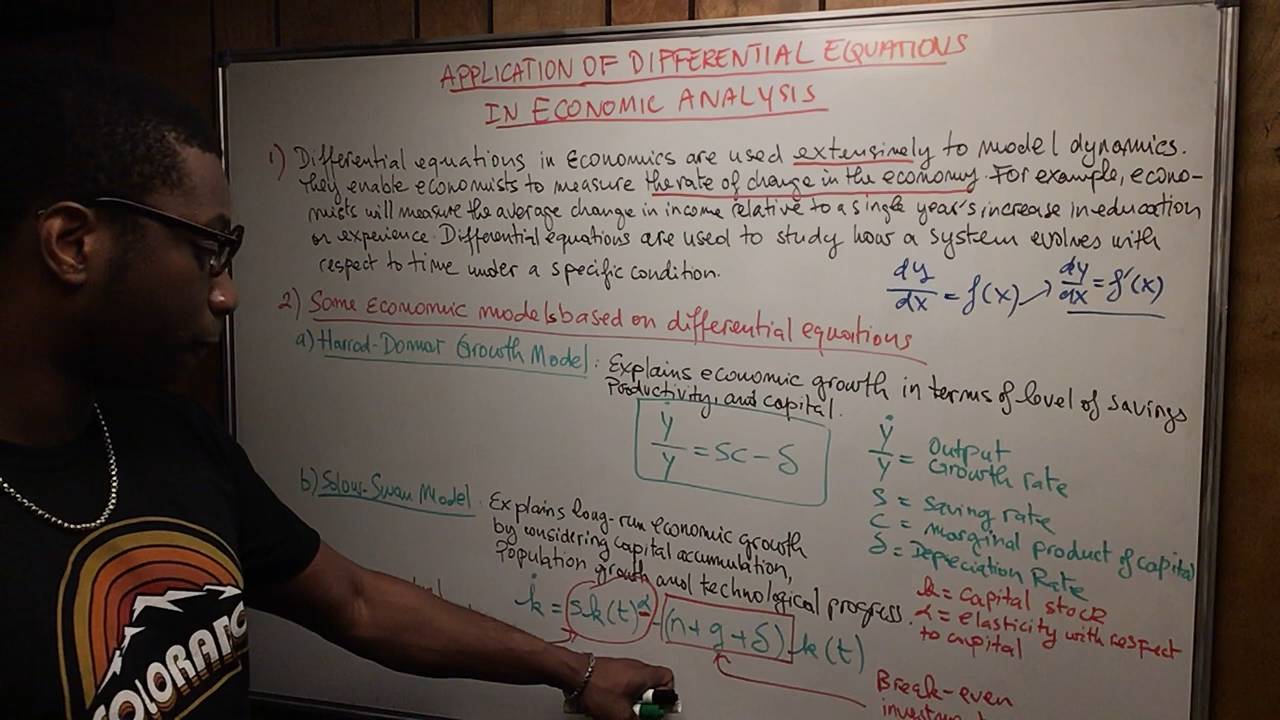 APPLICATION OF DIFFERENTIAL EQUATIONS
IN ECONOMIC ANALYSIS
1) Differential equations in Economics are used extensively to model dynamics.
They enable economists to measure the rate of change in the economy. For example, econo-
mists will measure the average change in income relative to a single year's increase in education
or experience. Differential equations are used to study how a system evolves with
respect to time under a specific condition.
dy/dx = f(x) → dy/dx = f'(x)
2) Some Economic models based on differential equations
a) Harrod-Domar Growth Model : Explains economic growth in terms of level of savings
Productivity, and capital.
Ẏ/Y = sc - δ
Ẏ/Y = Output
Growth rate
s = saving rate
c = marginal product of capital
δ = Depeciation Rate
b) Solow-Swan Model. Explains long-run economic growth
by considering capital accumulation,
Population growth and technological progress.
k̇ = sk(t)^α - (n + g + δ) k(t)
k = capital stock
α = elasticity with respect
to capital
Break-even
COLORADO